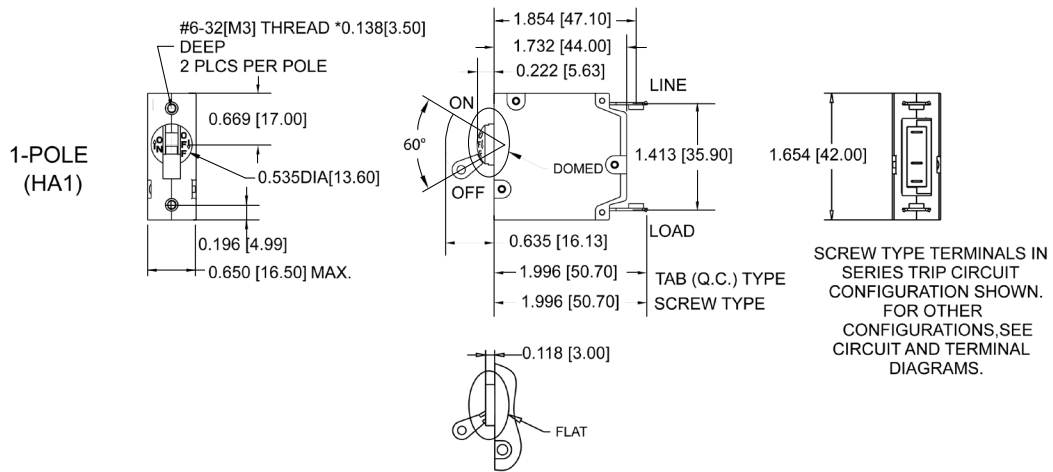 #6-32[M3] THREAD *0.138[3.50]
DEEP
2 PLCS PER POLE
1-POLE
(HA1)
0.669 [17.00]
ON
OFF
0.535DIA[13.60]
0.196 [4.99]
0.650 [16.50] MAX.
1.854 [47.10]
1.732 [44.00]
0.222 [5.63]
LINE
ON
60°
OFF
DOMED
1.413 [35.90]
LOAD
0.635 [16.13]
1.996 [50.70]
TAB (Q.C.) TYPE
1.996 [50.70]
SCREW TYPE
0.118 [3.00]
FLAT
1.654 [42.00]
SCREW TYPE TERMINALS IN
SERIES TRIP CIRCUIT
CONFIGURATION SHOWN.
FOR OTHER
CONFIGURATIONS,SEE
CIRCUIT AND TERMINAL
DIAGRAMS.